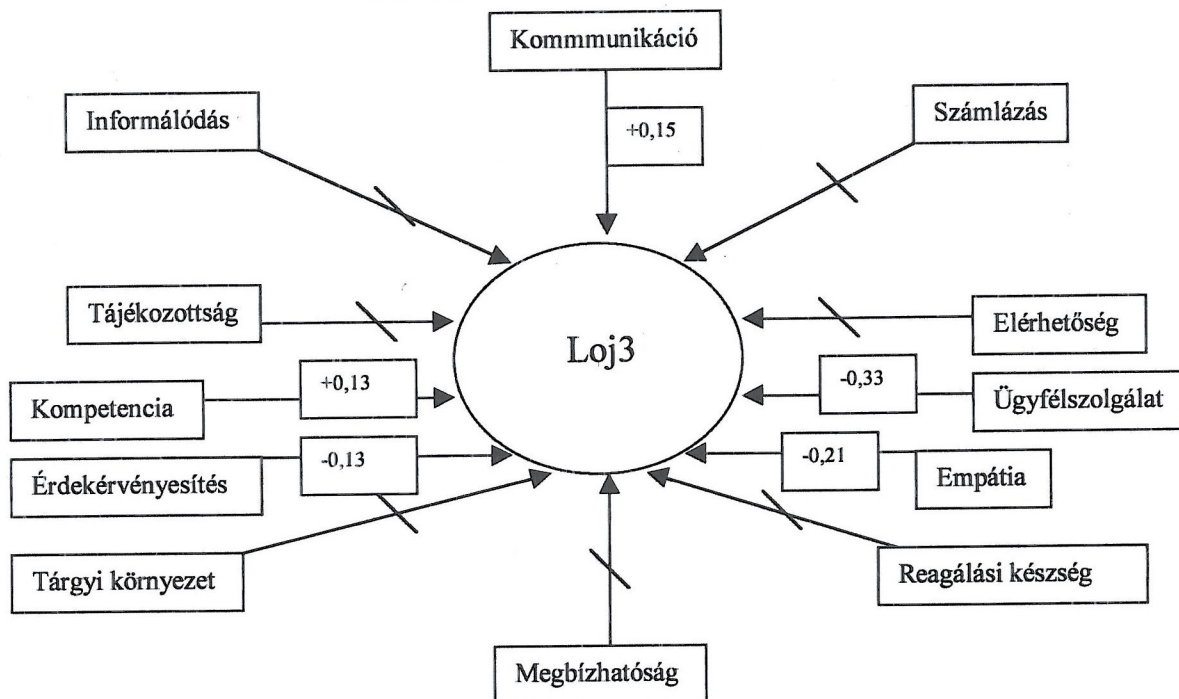 Kommmunikáció
Informálódás
+0,15
Számlázás
Tájékozottság
Loj3
Elérhetőség
Kompetencia
+0,13
-0,33
Ügyfélszolgálat
Érdekérvényesítés
-0,13
-0,21
Empátia
Tárgyi környezet
Reagálási készség
Megbízhatóság